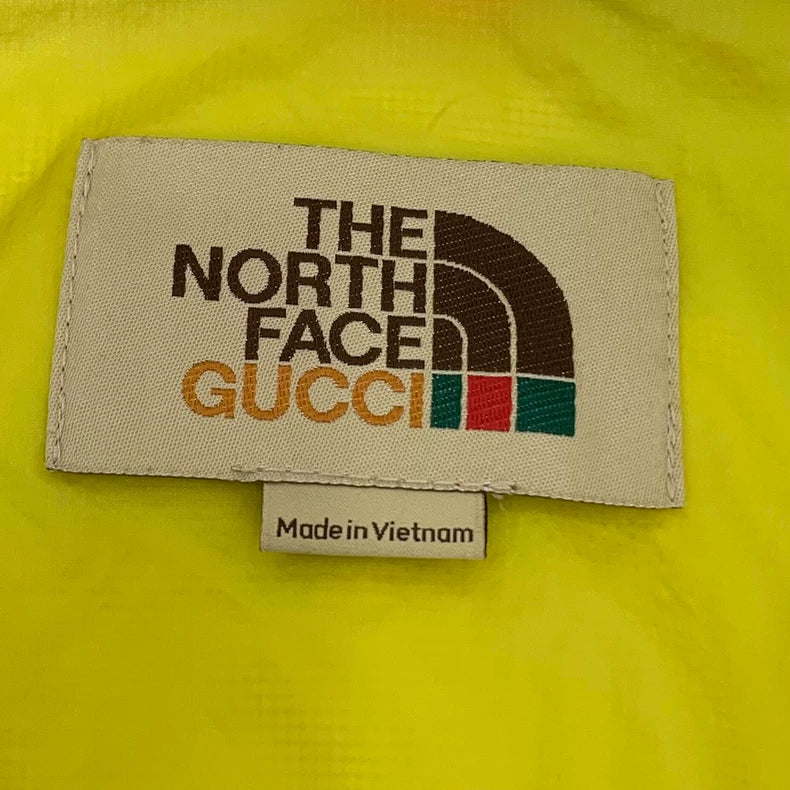 THE
NORTH
FACE
GUCCI
Made in Vietnam